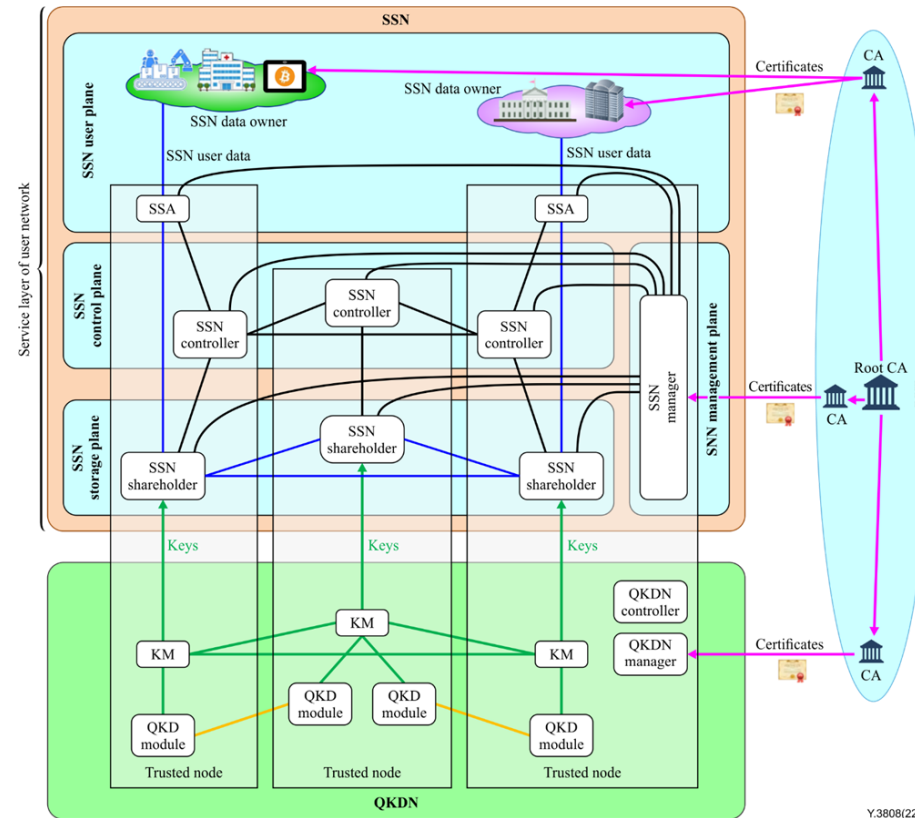 SSN
CA
Certificates
SSN data owner
SSN data owner
SSN user plane
SSN user data
SSN user data
SSA
SSA
Service layer of user network
SSN
control plane
SSN
controller
SSN
controller
SSN
controller
SSN
manager
SNN management plane
Root CA
Certificates
CA
SSN
storage plane
SSN
shareholder
SSN
shareholder
SSN
shareholder
Keys
Keys
Keys
QKDN
controller
KM
KM
KM
QKDN
manager
Certificates
CA
QKD
module
QKD
module
QKD
module
QKD
module
Trusted node
Trusted node
Trusted node
QKDN
Y.3808(22